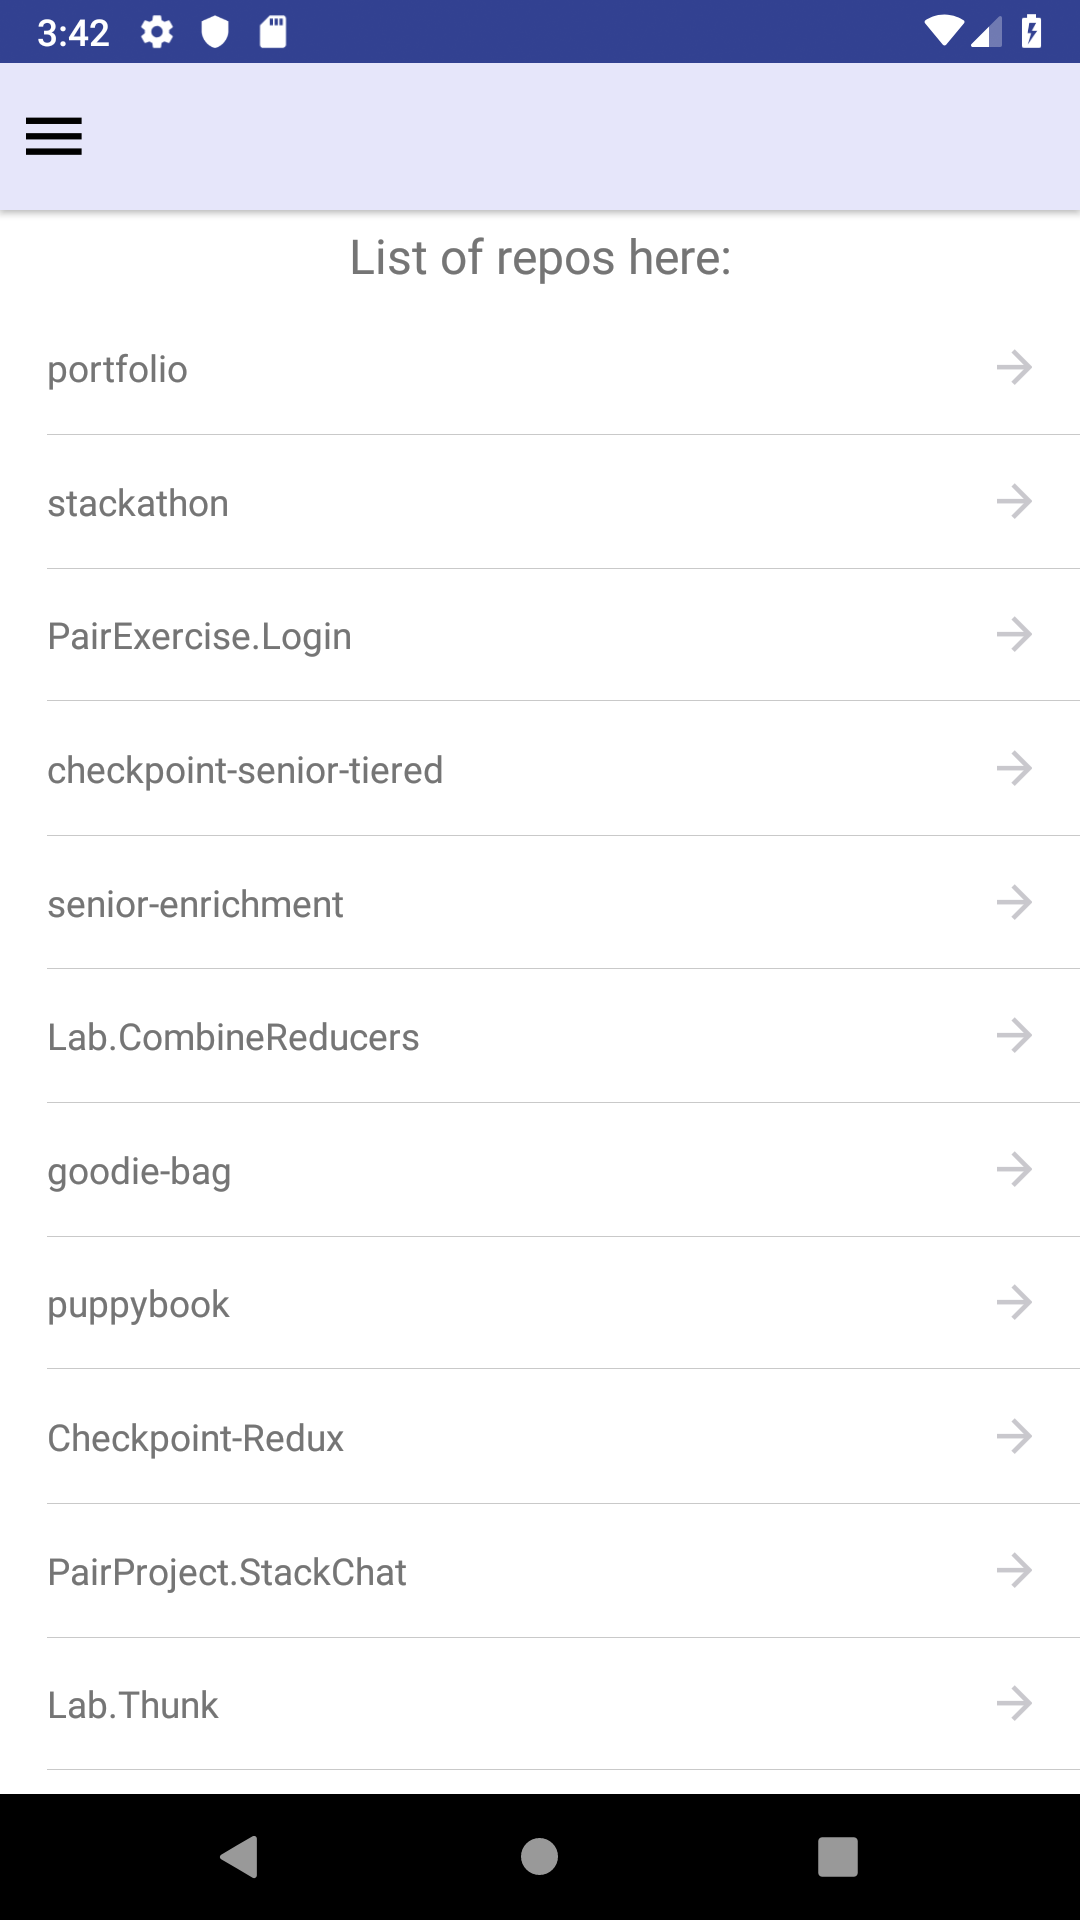 3:42
List of repos here:
portfolio
stackathon
PairExercise.Login
checkpoint-senior-tiered
senior-enrichment
Lab.CombineReducers
goodie-bag
puppybook
Checkpoint-Redux
PairProject.StackChat
Lab.Thunk